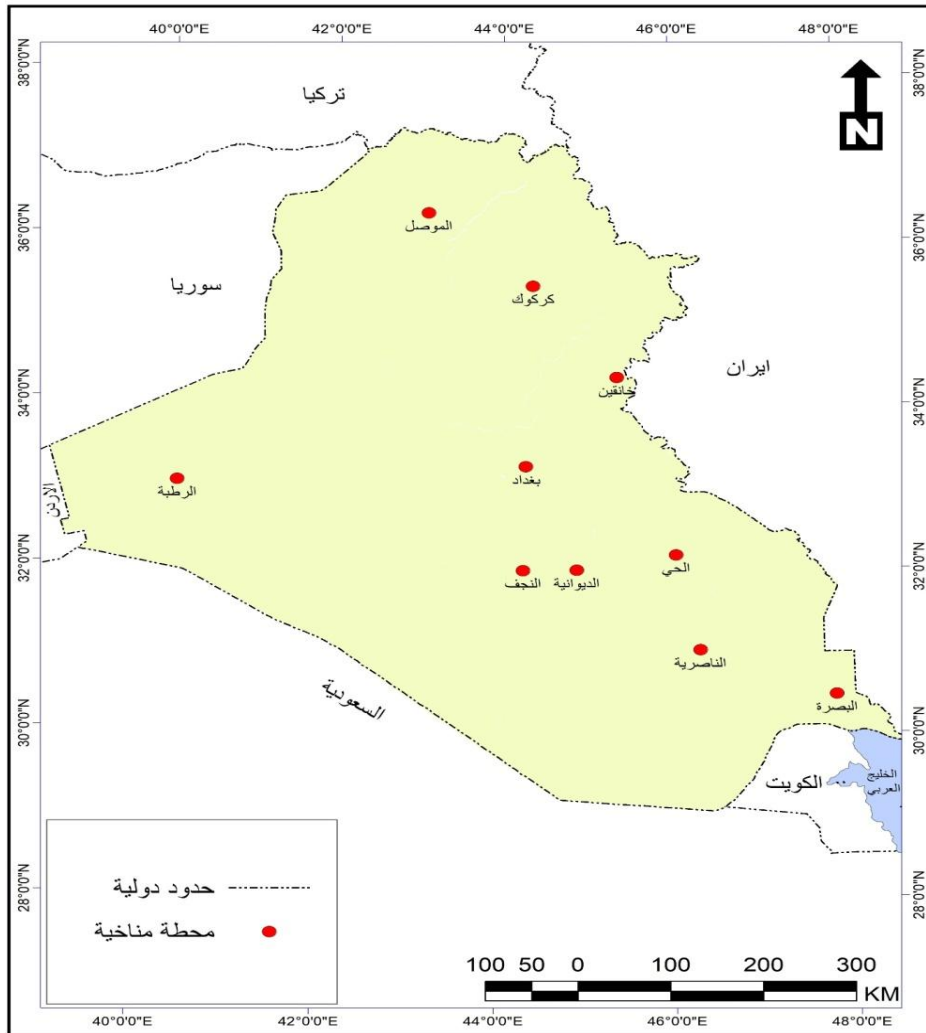 40°0'0"E
42°0'0"E
44°0'0"E
46°0'0"E
48°0'0"E
38°0'0"N
36°0'0"N
34°0'0"N
32°0'0"N
30°0'0"N
28°0'0"N
38°0'0"N
36°0'0"N
34°0'0"N
32°0'0"N
30°0'0"N
28°0'0"N
N
تركيا
سوريا
ايران
الاردن
السعودية
الكويت
الخليج
العربي
الموصل
كركوك
خانقين
بغداد
الرطبة
النجف
الديوانية
الحي
الناصرية
البصرة
حدود دولية
محطة مناخية
100 50 0 100 200 300
KM
40°0'0"E
42°0'0"E
44°0'0"E
46°0'0"E
48°0'0"E